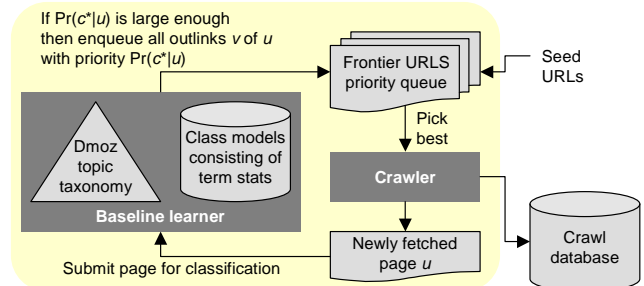 If Pr(c*|u) is large enough
then enqueue all outlinks v of u
with priority Pr(c*|u)
Frontier URLS
priority queue
Seed
URLs
Pick
best
Dmoz
topic
taxonomy
Class models
consisting of
term stats
Baseline learner
Crawler
Newly fetched
page u
Crawl
database
Submit page for classification